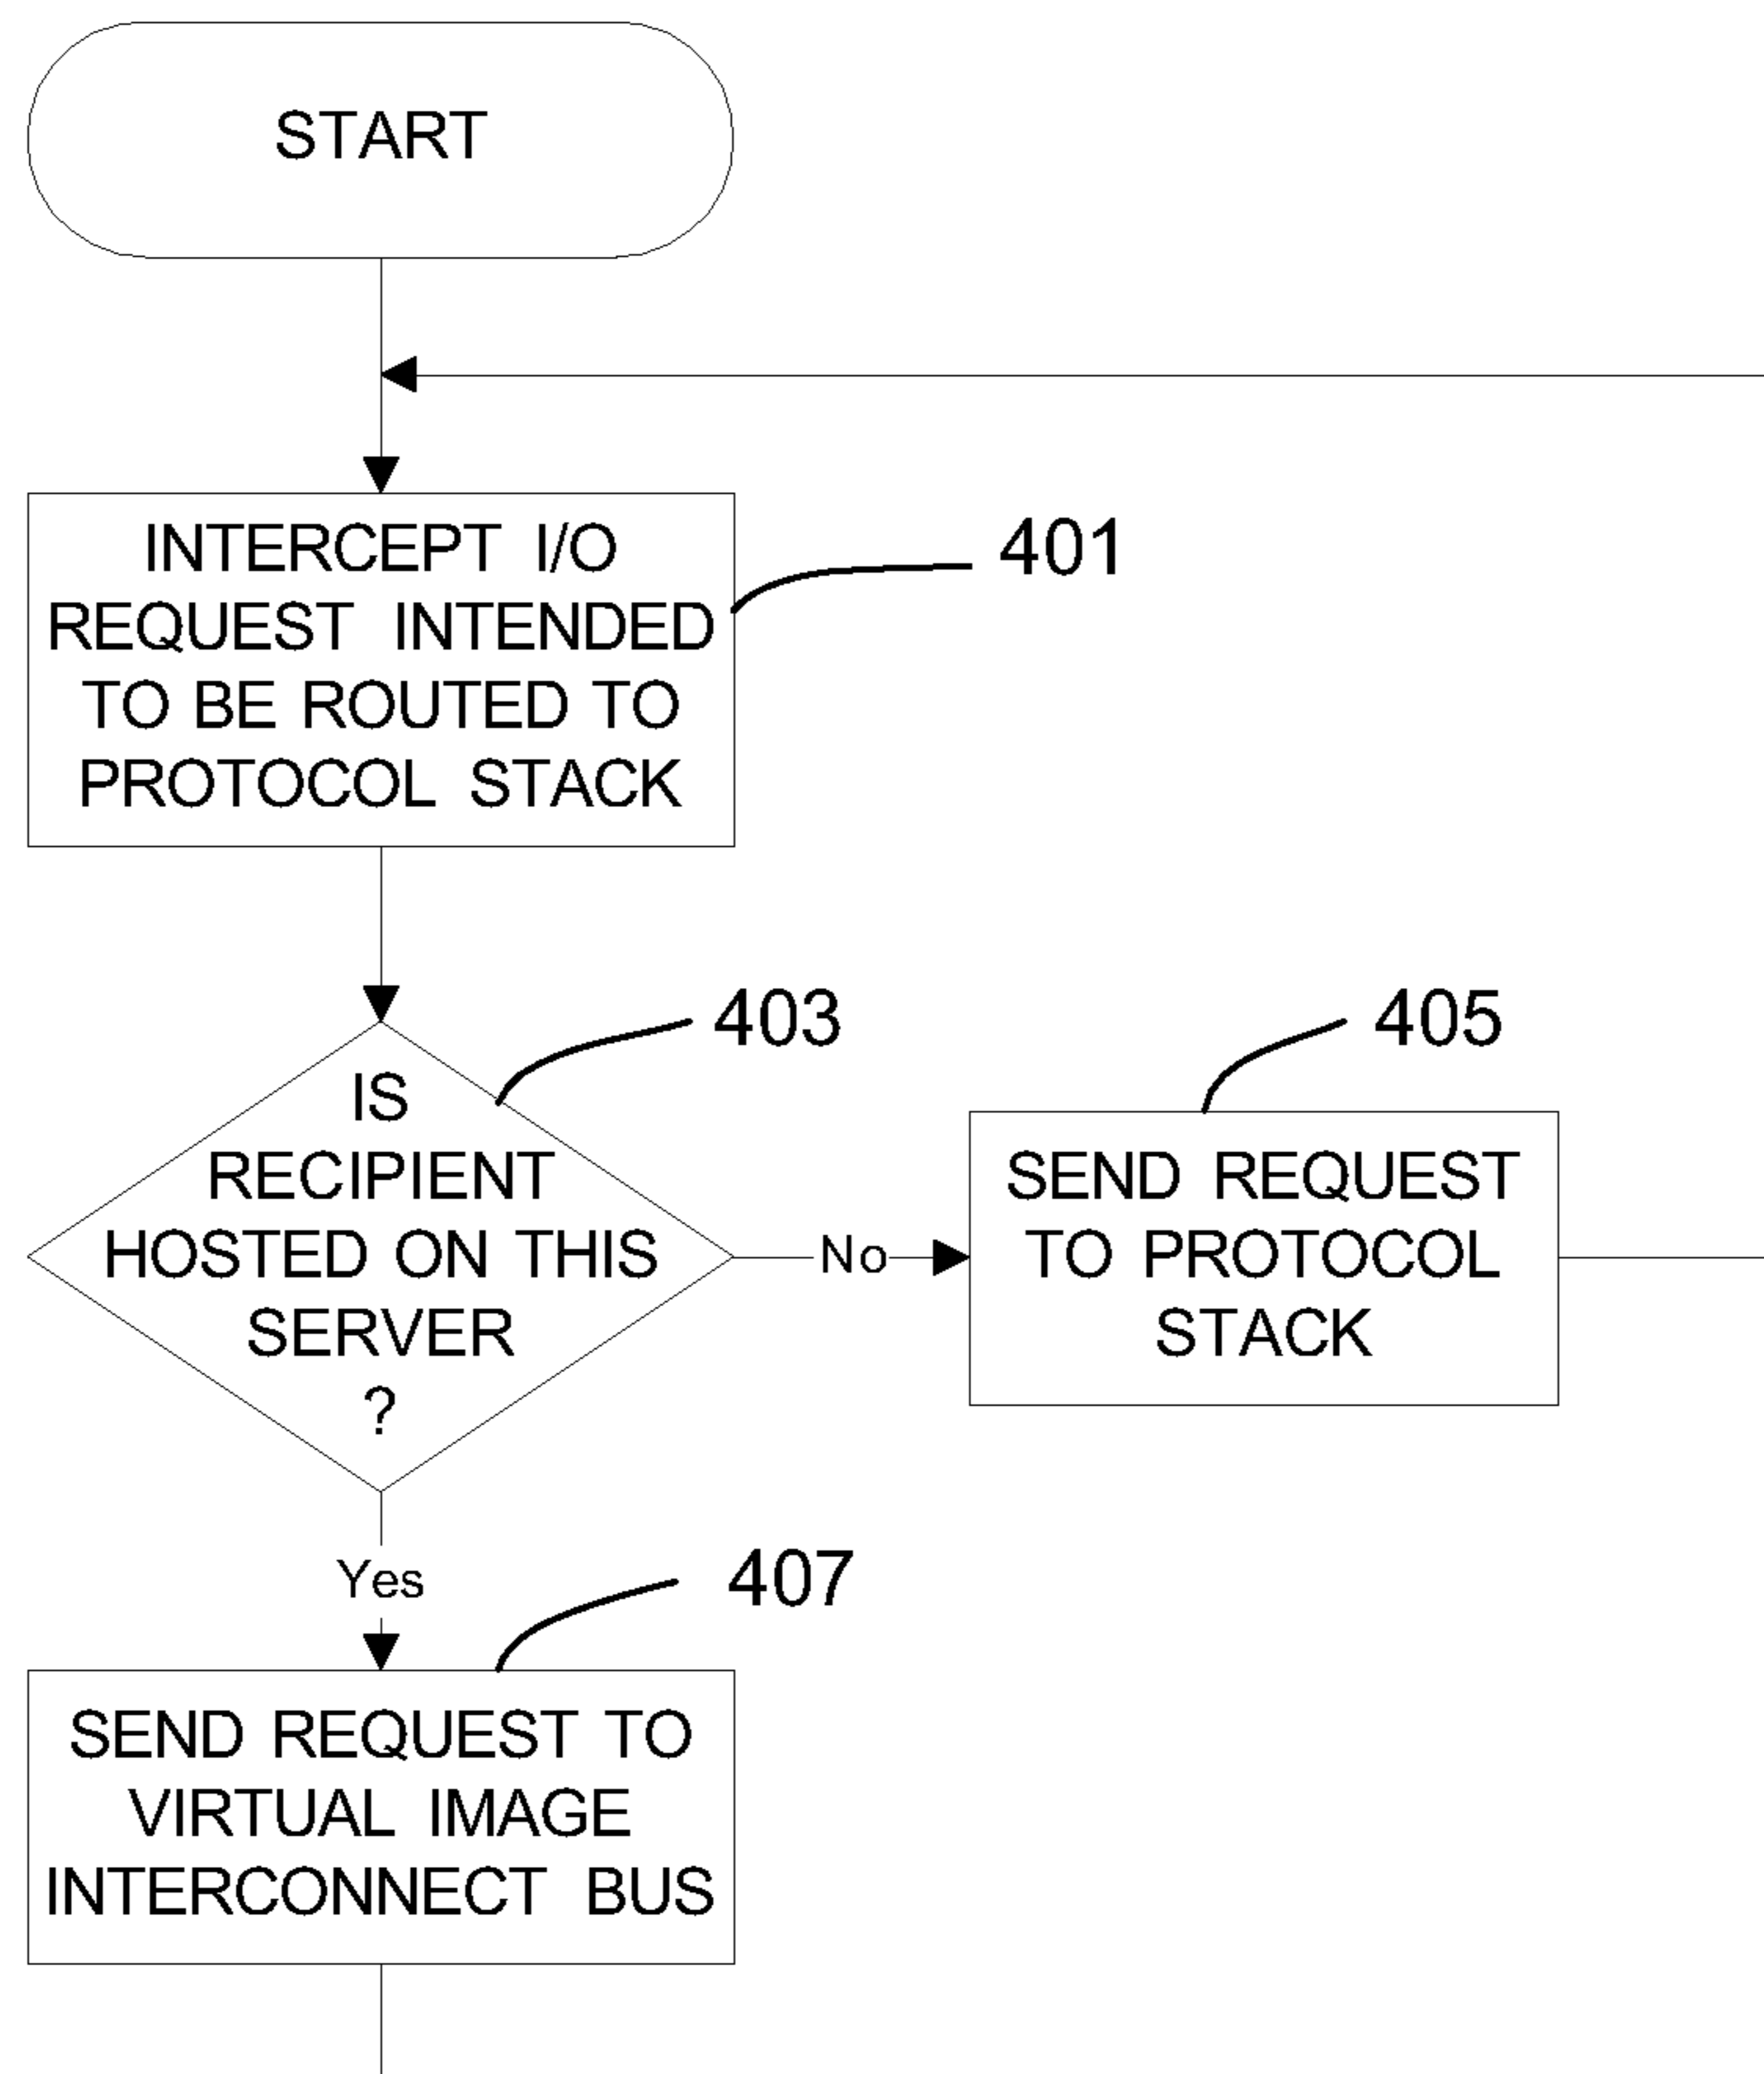 START
INTERCEPT I/O
REQUEST INTENDED
TO BE ROUTED TO
PROTOCOL STACK
401
IS
RECIPIENT
HOSTED ON THIS
SERVER
?
403
No
SEND REQUEST
TO PROTOCOL
STACK
405
Yes
407
SEND REQUEST TO
VIRTUAL IMAGE
INTERCONNECT BUS